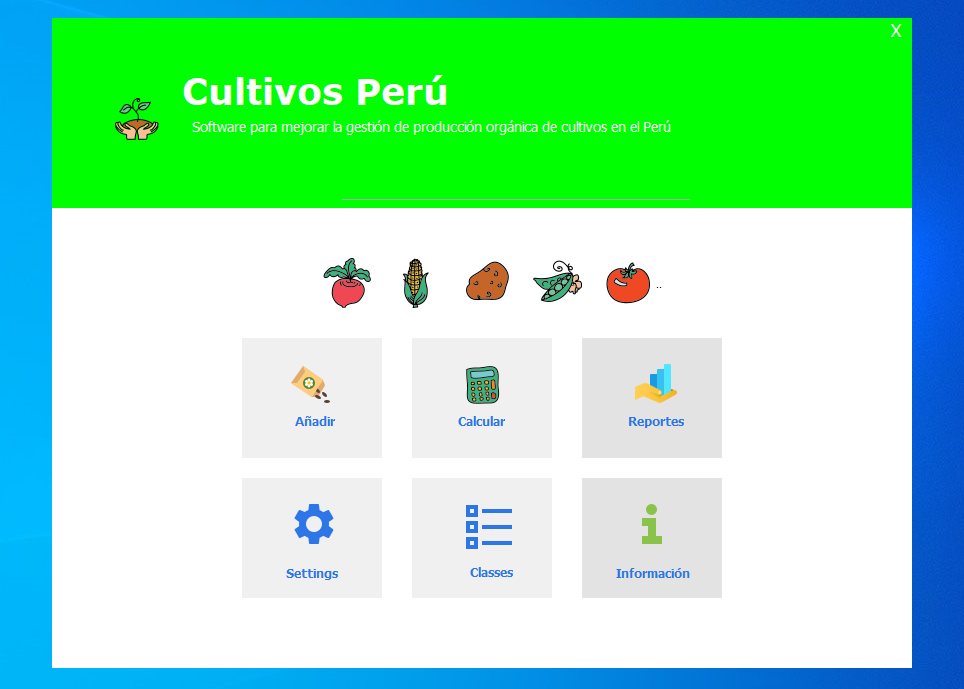 X
Cultivos Perú
Software para mejorar la gestión de producción orgánica de cultivos en el Perú
..
Añadir
Calcular
Reportes
Settings
Classes
Información